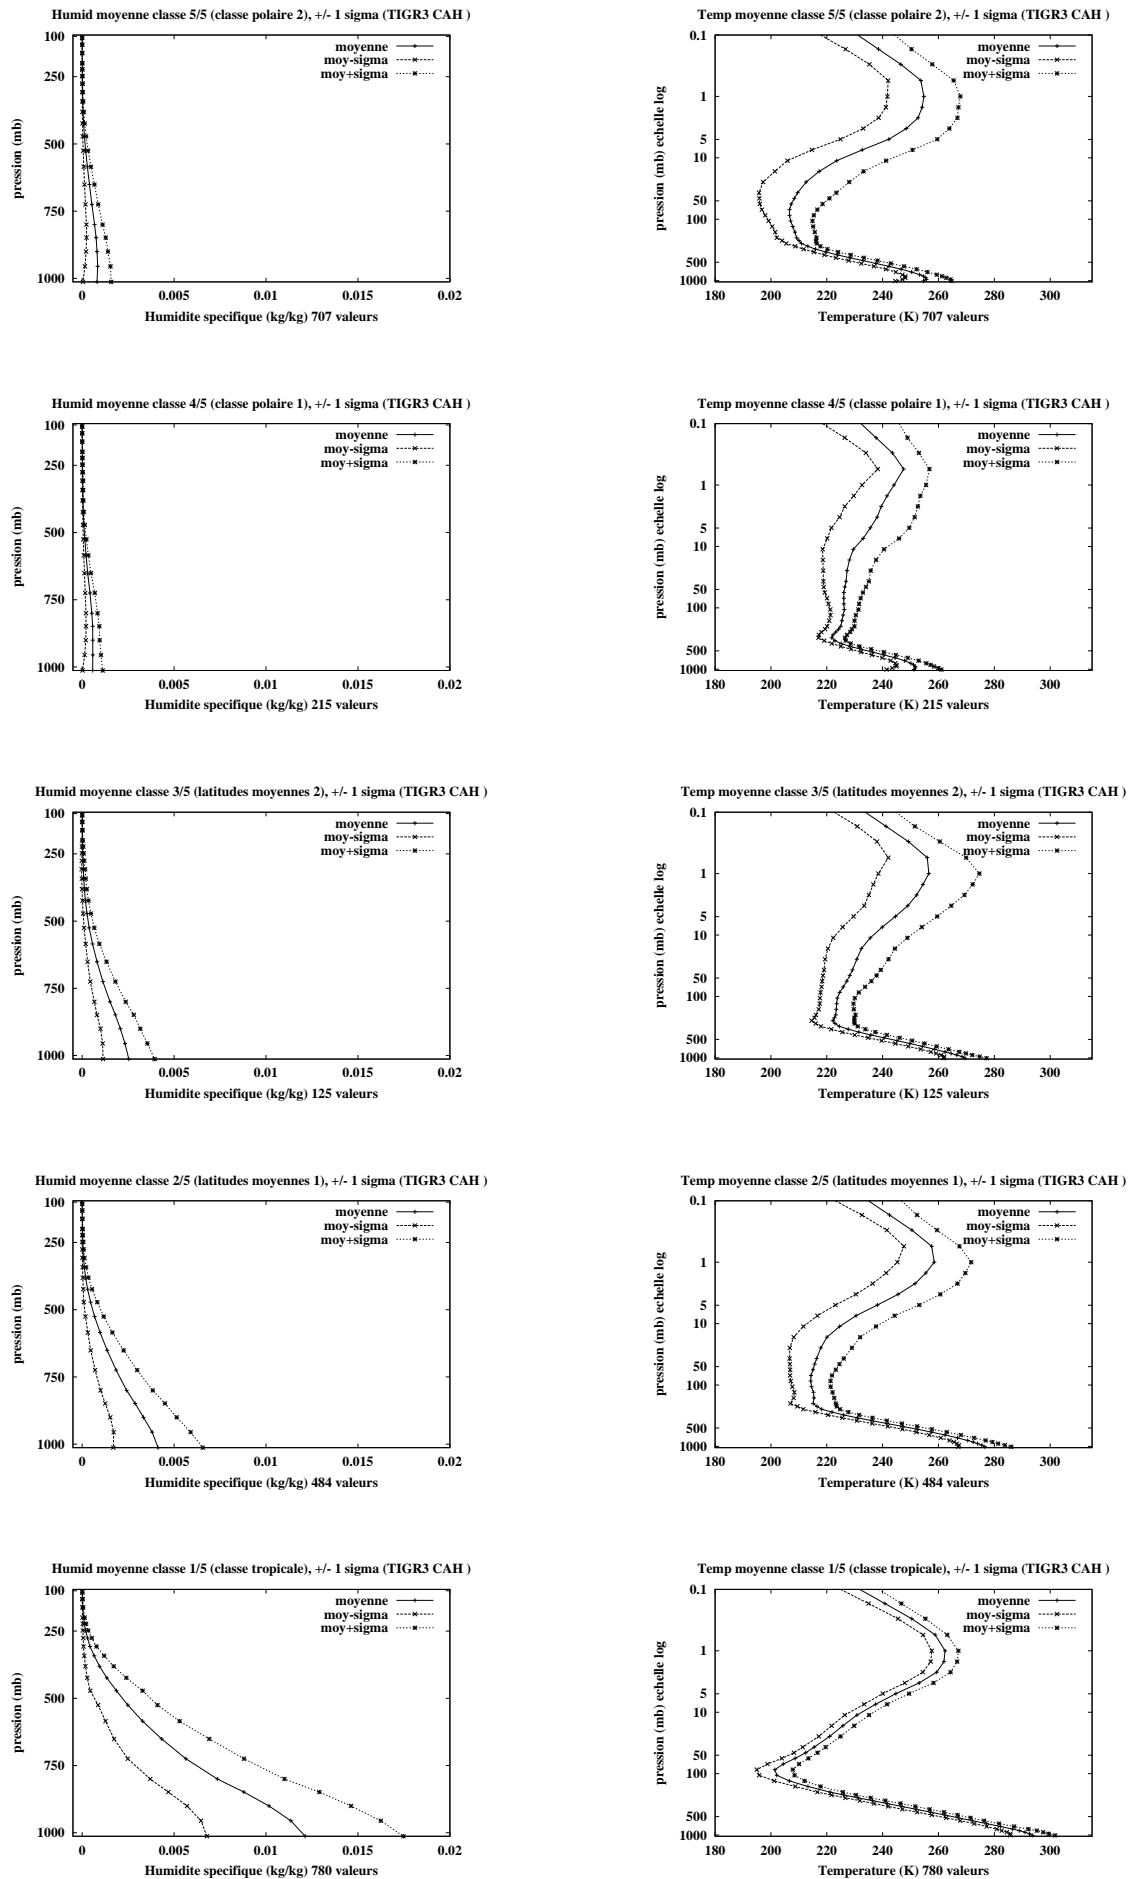 Humid moyenne classe 5/5 (classe polaire 2), +/- 1 sigma (TIGR3 CAH )
moyenne
moy-sigma
moy+sigma
100
250
500
750
1000
pression (mb)
0 0.005 0.01 0.015 0.02
Humidite specifique (kg/kg) 707 valeurs
Temp moyenne classe 5/5 (classe polaire 2), +/- 1 sigma (TIGR3 CAH )
moyenne
moy-sigma
moy+sigma
0.1
1
5
10
50
100
500
1000
pression (mb) echelle log
180 200 220 240 260 280 300
Temperature (K) 707 valeurs
Humid moyenne classe 4/5 (classe polaire 1), +/- 1 sigma (TIGR3 CAH )
moyenne
moy-sigma
moy+sigma
100
250
500
750
1000
pression (mb)
0 0.005 0.01 0.015 0.02
Humidite specifique (kg/kg) 215 valeurs
Temp moyenne classe 4/5 (classe polaire 1), +/- 1 sigma (TIGR3 CAH )
moyenne
moy-sigma
moy+sigma
0.1
1
5
10
50
100
500
1000
pression (mb) echelle log
180 200 220 240 260 280 300
Temperature (K) 215 valeurs
Humid moyenne classe 3/5 (latitudes moyennes 2), +/- 1 sigma (TIGR3 CAH )
moyenne
moy-sigma
moy+sigma
100
250
500
750
1000
pression (mb)
0 0.005 0.01 0.015 0.02
Humidite specifique (kg/kg) 125 valeurs
Temp moyenne classe 3/5 (latitudes moyennes 2), +/- 1 sigma (TIGR3 CAH )
moyenne
moy-sigma
moy+sigma
0.1
1
5
10
50
100
500
1000
pression (mb) echelle log
180 200 220 240 260 280 300
Temperature (K) 125 valeurs
Humid moyenne classe 2/5 (latitudes moyennes 1), +/- 1 sigma (TIGR3 CAH )
moyenne
moy-sigma
moy+sigma
100
250
500
750
1000
pression (mb)
0 0.005 0.01 0.015 0.02
Humidite specifique (kg/kg) 484 valeurs
Temp moyenne classe 2/5 (latitudes moyennes 1), +/- 1 sigma (TIGR3 CAH )
moyenne
moy-sigma
moy+sigma
0.1
1
5
10
50
100
500
1000
pression (mb) echelle log
180 200 220 240 260 280 300
Temperature (K) 484 valeurs
Humid moyenne classe 1/5 (classe tropicale), +/- 1 sigma (TIGR3 CAH )
moyenne
moy-sigma
moy+sigma
100
250
500
750
1000
pression (mb)
0 0.005 0.01 0.015 0.02
Humidite specifique (kg/kg) 780 valeurs
Temp moyenne classe 1/5 (classe tropicale), +/- 1 sigma (TIGR3 CAH )
moyenne
moy-sigma
moy+sigma
0.1
1
5
10
50
100
500
1000
pression (mb) echelle log
180 200 220 240 260 280 300
Temperature (K) 780 valeurs